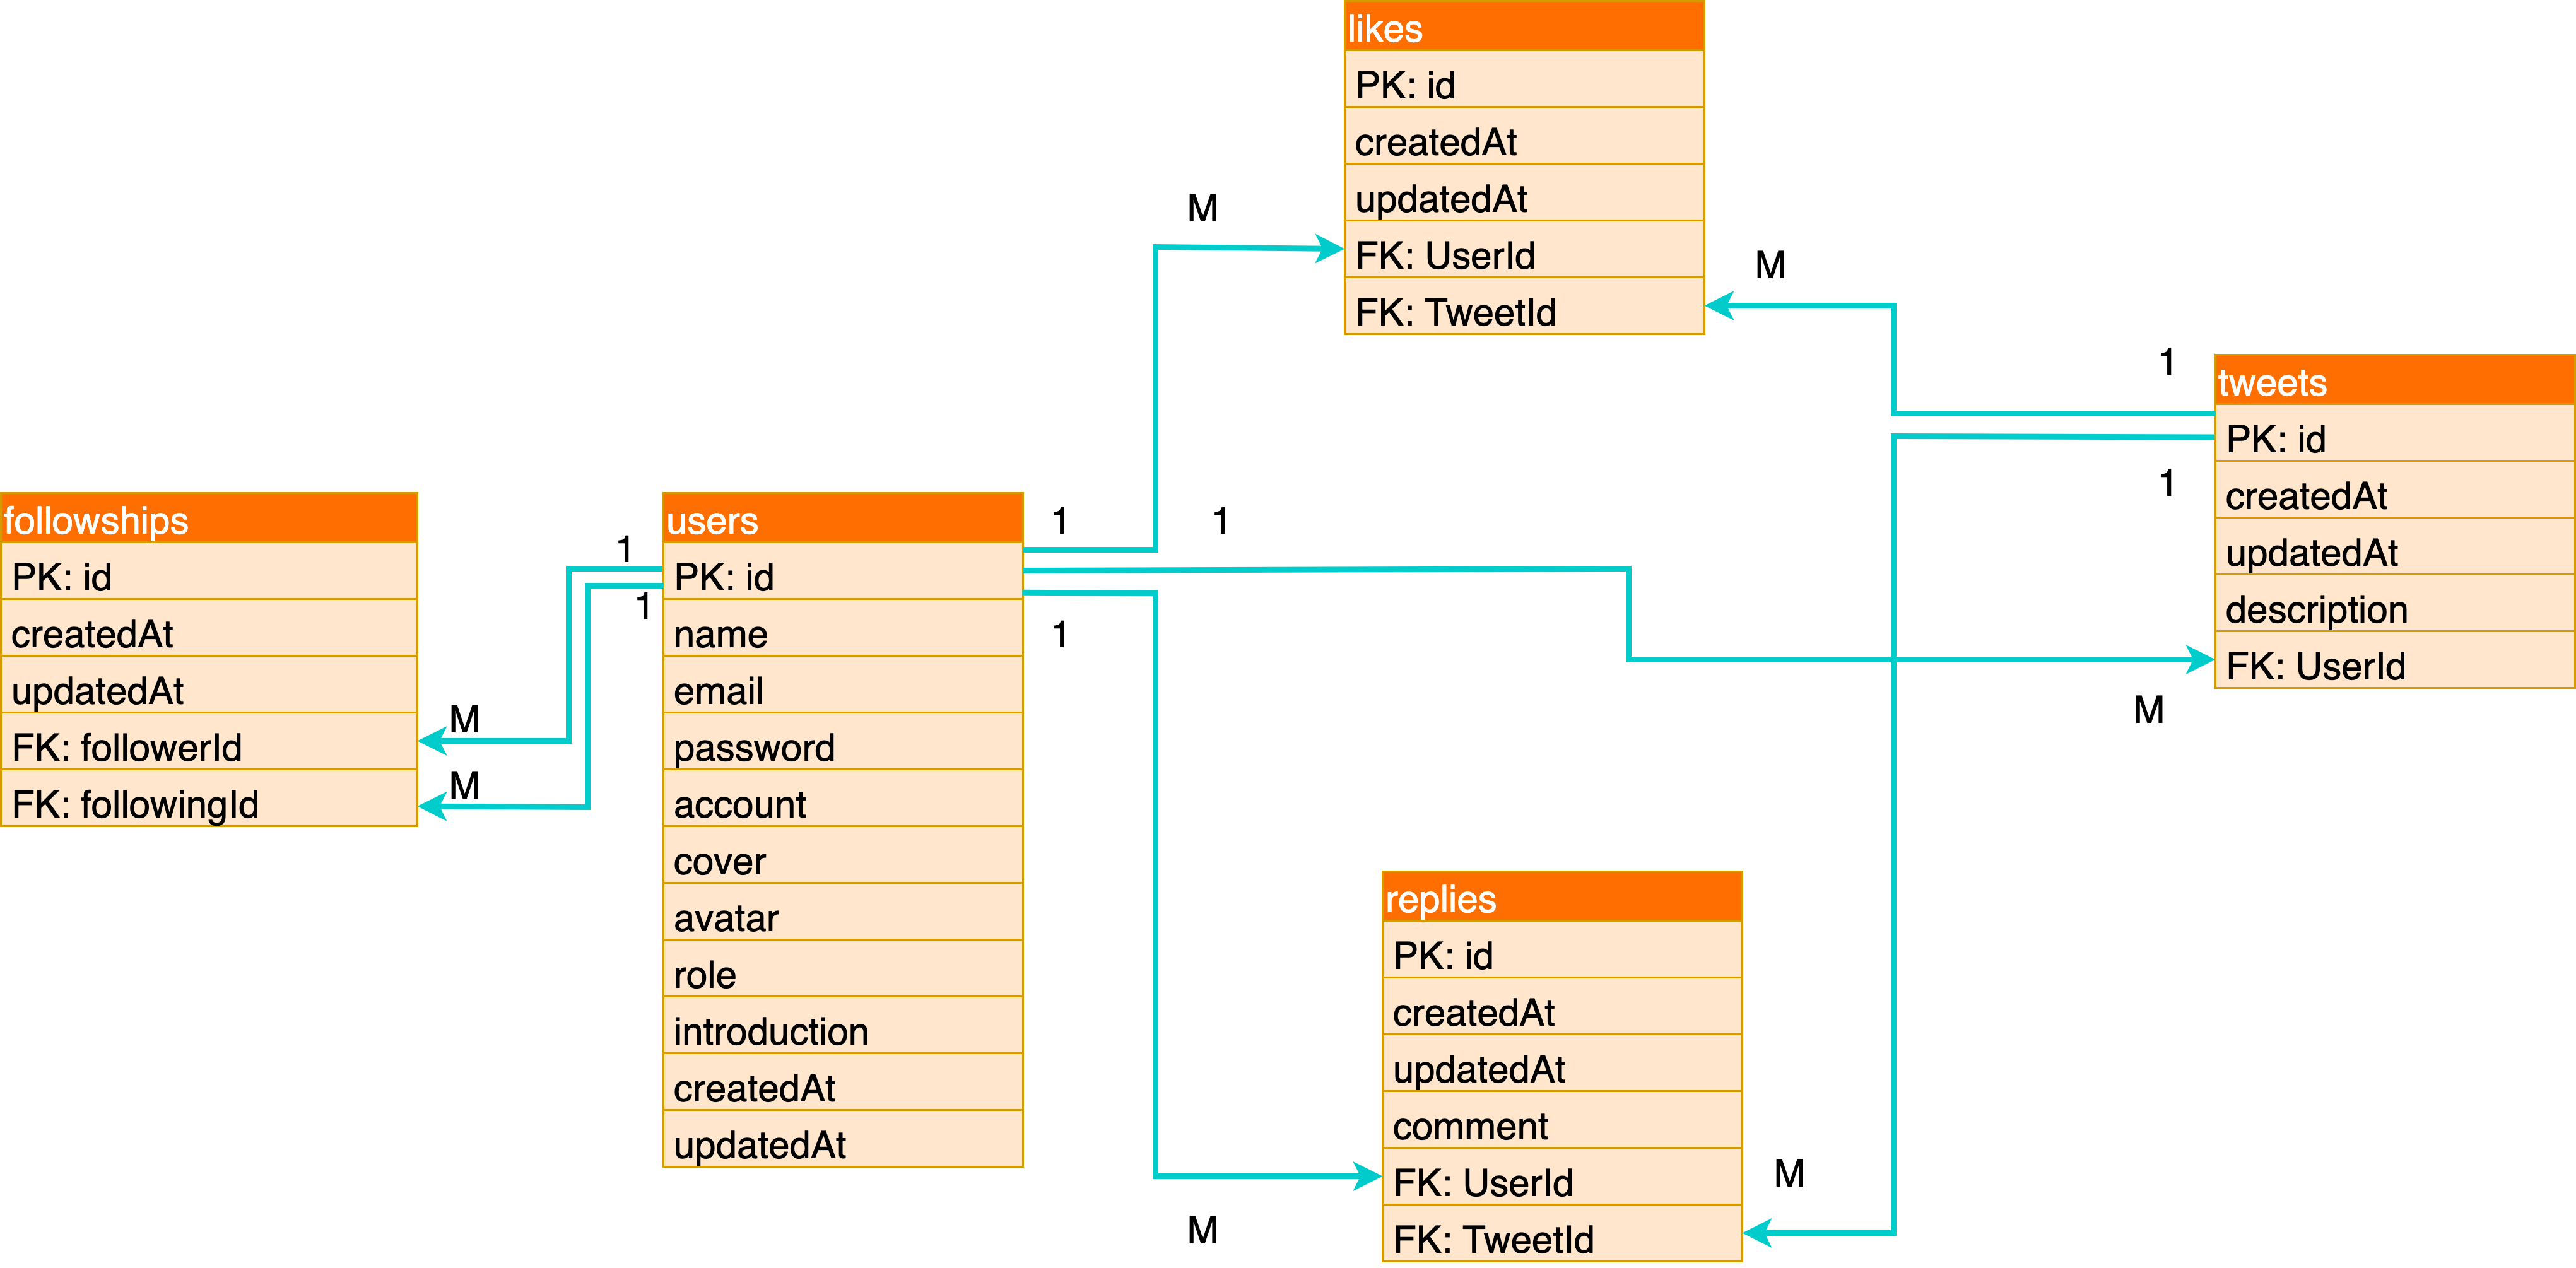 likes
PK: id
createdAt
updatedAt
FK: UserId
FK: TweetId
M
M
1
1
tweets
PK: id
createdAt
updatedAt
description
FK: UserId
M
followships
PK: id
createdAt
updatedAt
FK: followerId
FK: followingId
1
1
M
M
users
PK: id
name
email
password
account
cover
avatar
role
introduction
createdAt
updatedAt
1
1
1
M
replies
PK: id
createdAt
updatedAt
comment
FK: UserId
FK: TweetId
M